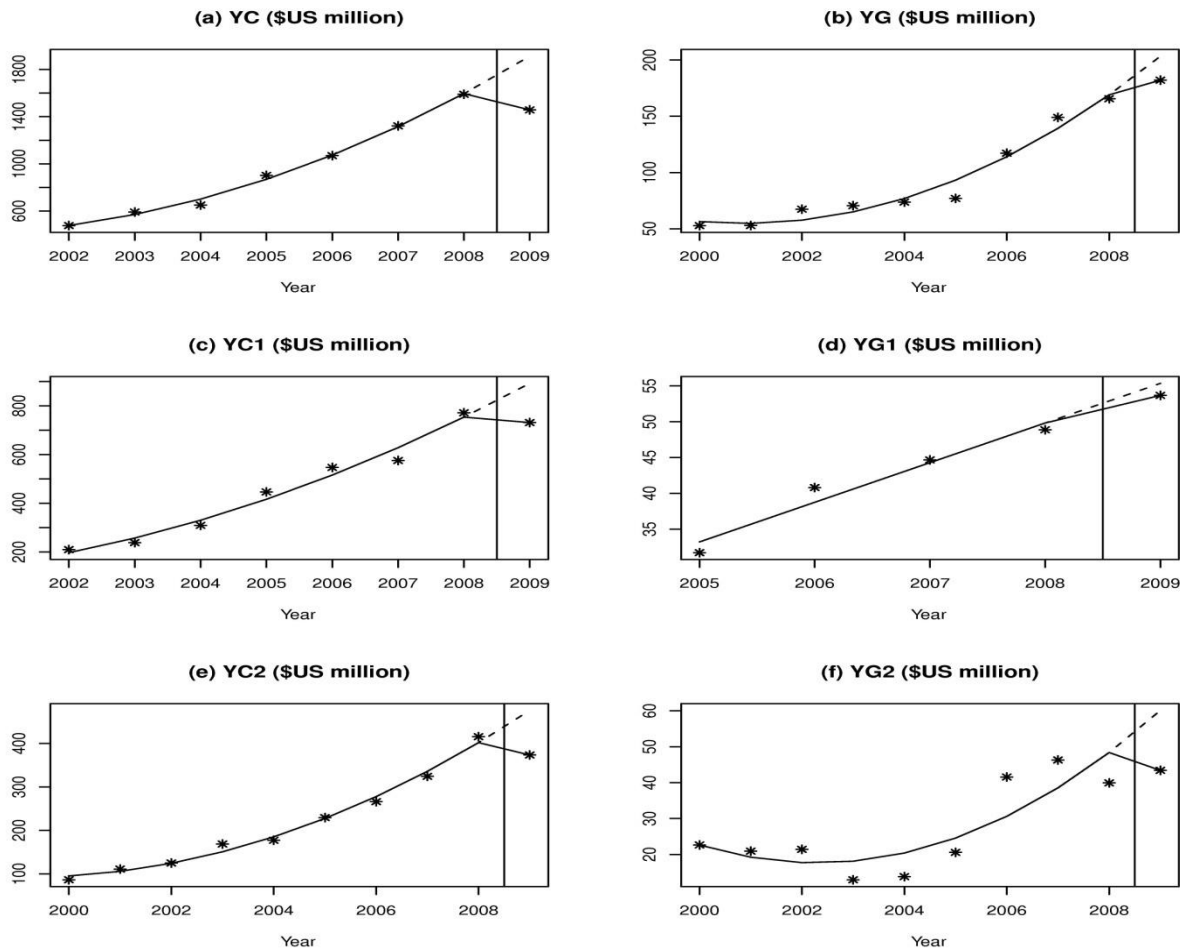 (a) YC ($US million)
1800
1400
1000
600
2002 2003 2004 2005 2006 2007 2008 2009
Year
(b) YG ($US million)
200
150
100
50
2000 2002 2004 2006 2008
Year
(c) YC1 ($US million)
800
600
400
200
2002 2003 2004 2005 2006 2007 2008 2009
Year
(d) YG1 ($US million)
55
50
45
40
35
2005 2006 2007 2008 2009
Year
(e) YC2 ($US million)
400
300
200
100
2000 2002 2004 2006 2008
Year
(f) YG2 ($US million)
60
50
40
30
20
2000 2002 2004 2006 2008
Year